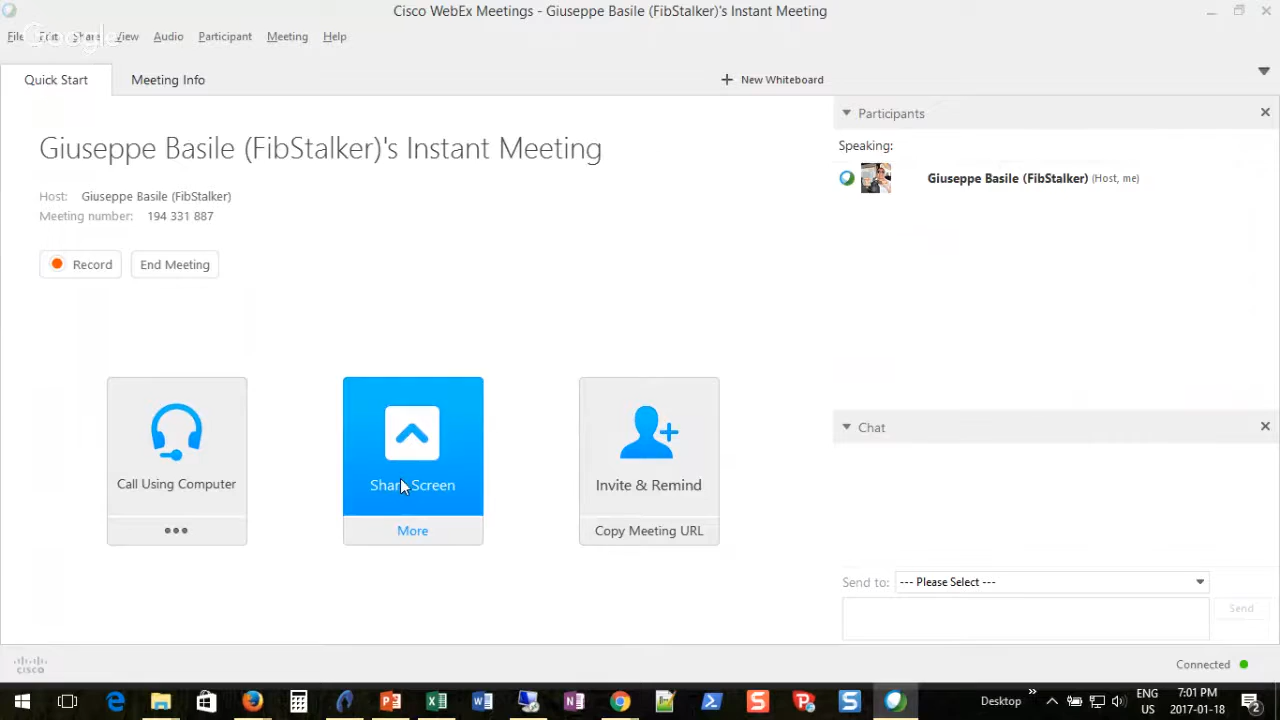 Cisco WebEx Meetings - Giuseppe Basile (FibStalker)'s Instant Meeting
File Edit Share View Audio Participant Meeting Help
Google
Quick Start Meeting Info + New Whiteboard
Giuseppe Basile (FibStalker)'s Instant Meeting
Host: Giuseppe Basile (FibStalker)
Meeting number: 194 331 887
Record End Meeting
Call Using Computer
Share Screen
More
Invite & Remind
Copy Meeting URL
Participants
Speaking:
Giuseppe Basile (FibStalker) (Host, me)
Chat
Send to: --- Please Select ---
Send
cisco
Connected
Desktop
ENG
US
7:01 PM
2017-01-18
2